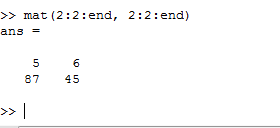 >> mat(2:2:end, 2:2:end)
ans =
5 6
87 45
>>